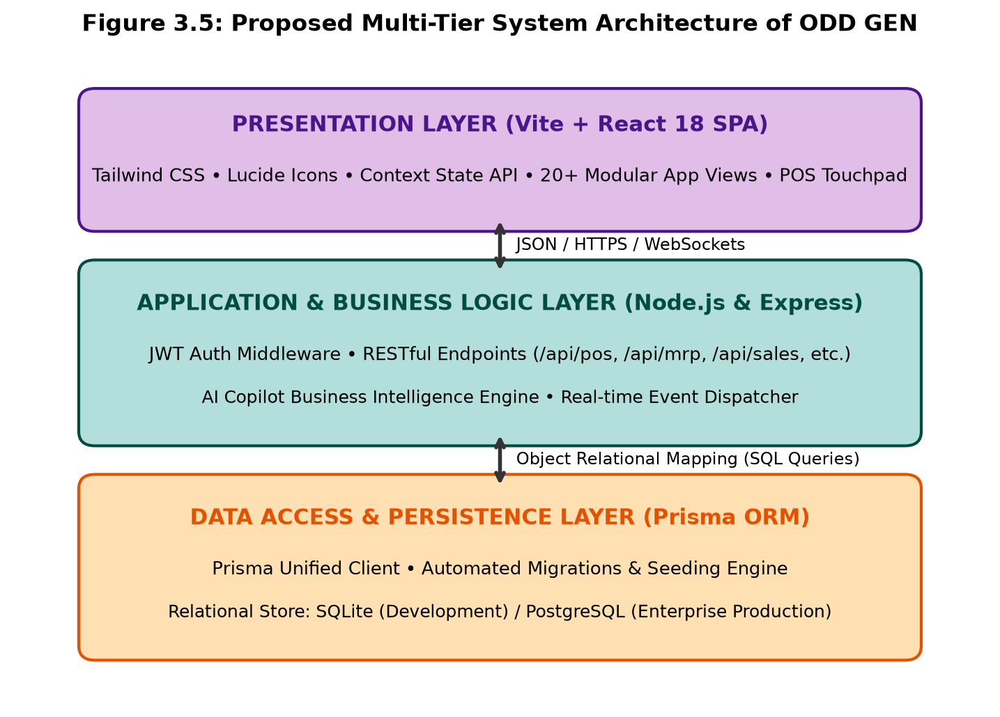 Figure 3.5: Proposed Multi-Tier System Architecture of ODD GEN
PRESENTATION LAYER (Vite + React 18 SPA)
Tailwind CSS • Lucide Icons • Context State API • 20+ Modular App Views • POS Touchpad
JSON / HTTPS / WebSockets
APPLICATION & BUSINESS LOGIC LAYER (Node.js & Express)
JWT Auth Middleware • RESTful Endpoints (/api/pos, /api/mrp, /api/sales, etc.)
AI Copilot Business Intelligence Engine • Real-time Event Dispatcher
Object Relational Mapping (SQL Queries)
DATA ACCESS & PERSISTENCE LAYER (Prisma ORM)
Prisma Unified Client • Automated Migrations & Seeding Engine
Relational Store: SQLite (Development) / PostgreSQL (Enterprise Production)